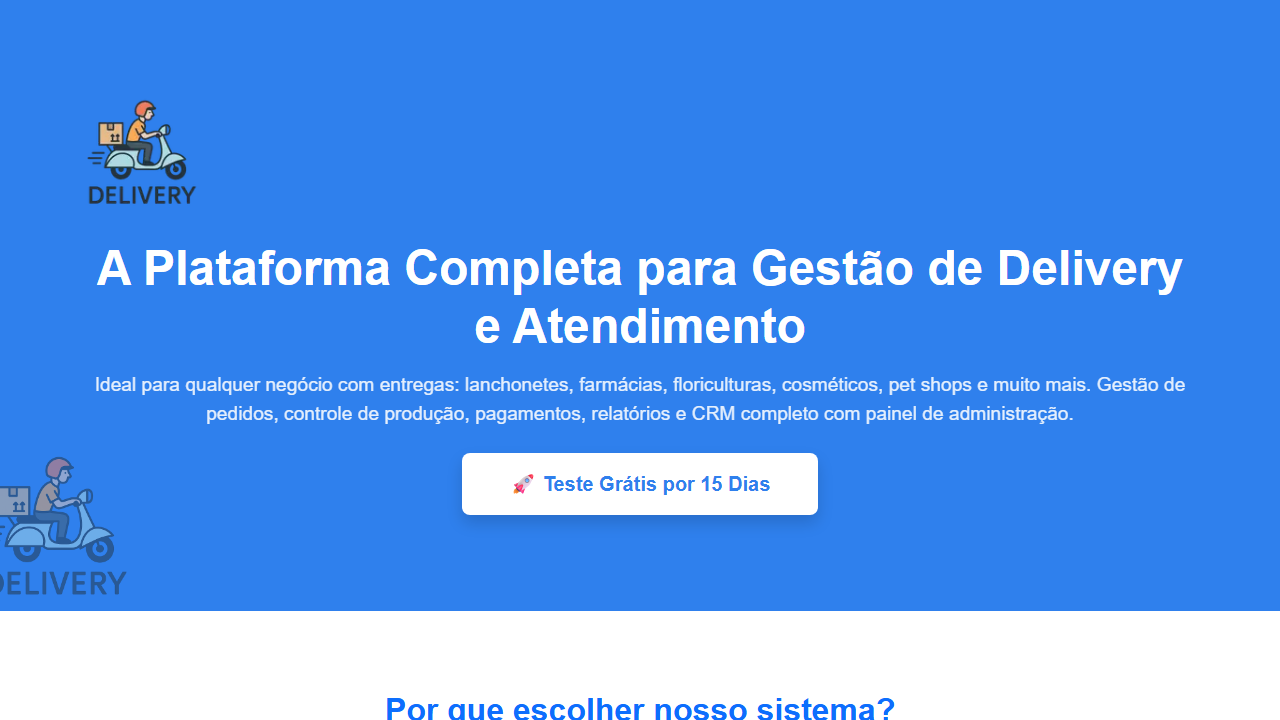 DELIVERY
A Plataforma Completa para Gestão de Delivery
e Atendimento
Ideal para qualquer negócio com entregas: lanchonetes, farmácias, floriculturas, cosméticos, pet shops e muito mais. Gestão de
pedidos, controle de produção, pagamentos, relatórios e CRM completo com painel de administração.
🚀 Teste Grátis por 15 Dias
DELIVERY
Por que escolher nosso sistema?